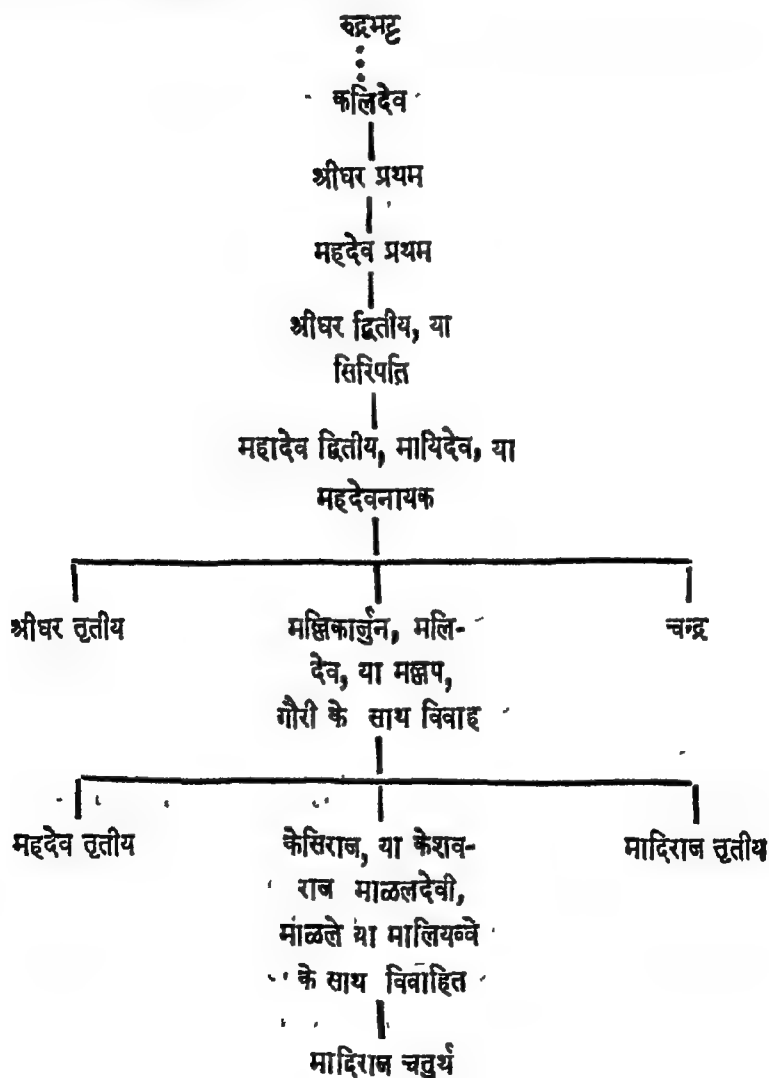 रुद्रभट्ट
कलिदेव
श्रीधर प्रथम
महदेव प्रथम
श्रीधर द्वितीय, या
सिरिपति
महादेव द्वितीय, मायिदेव, या
महदेवनायक
श्रीधर तृतीय
मल्लिकार्जुन, मलि-
देव, या मल्लप,
गौरी के साथ विवाह
चन्द्र
महदेव तृतीय
केसिराज, या केशव-
राज माळलदेवी,
माळले या मालियव्वे
के साथ विवाहित
मादिराज तृतीय
मादिराज चतुर्थ